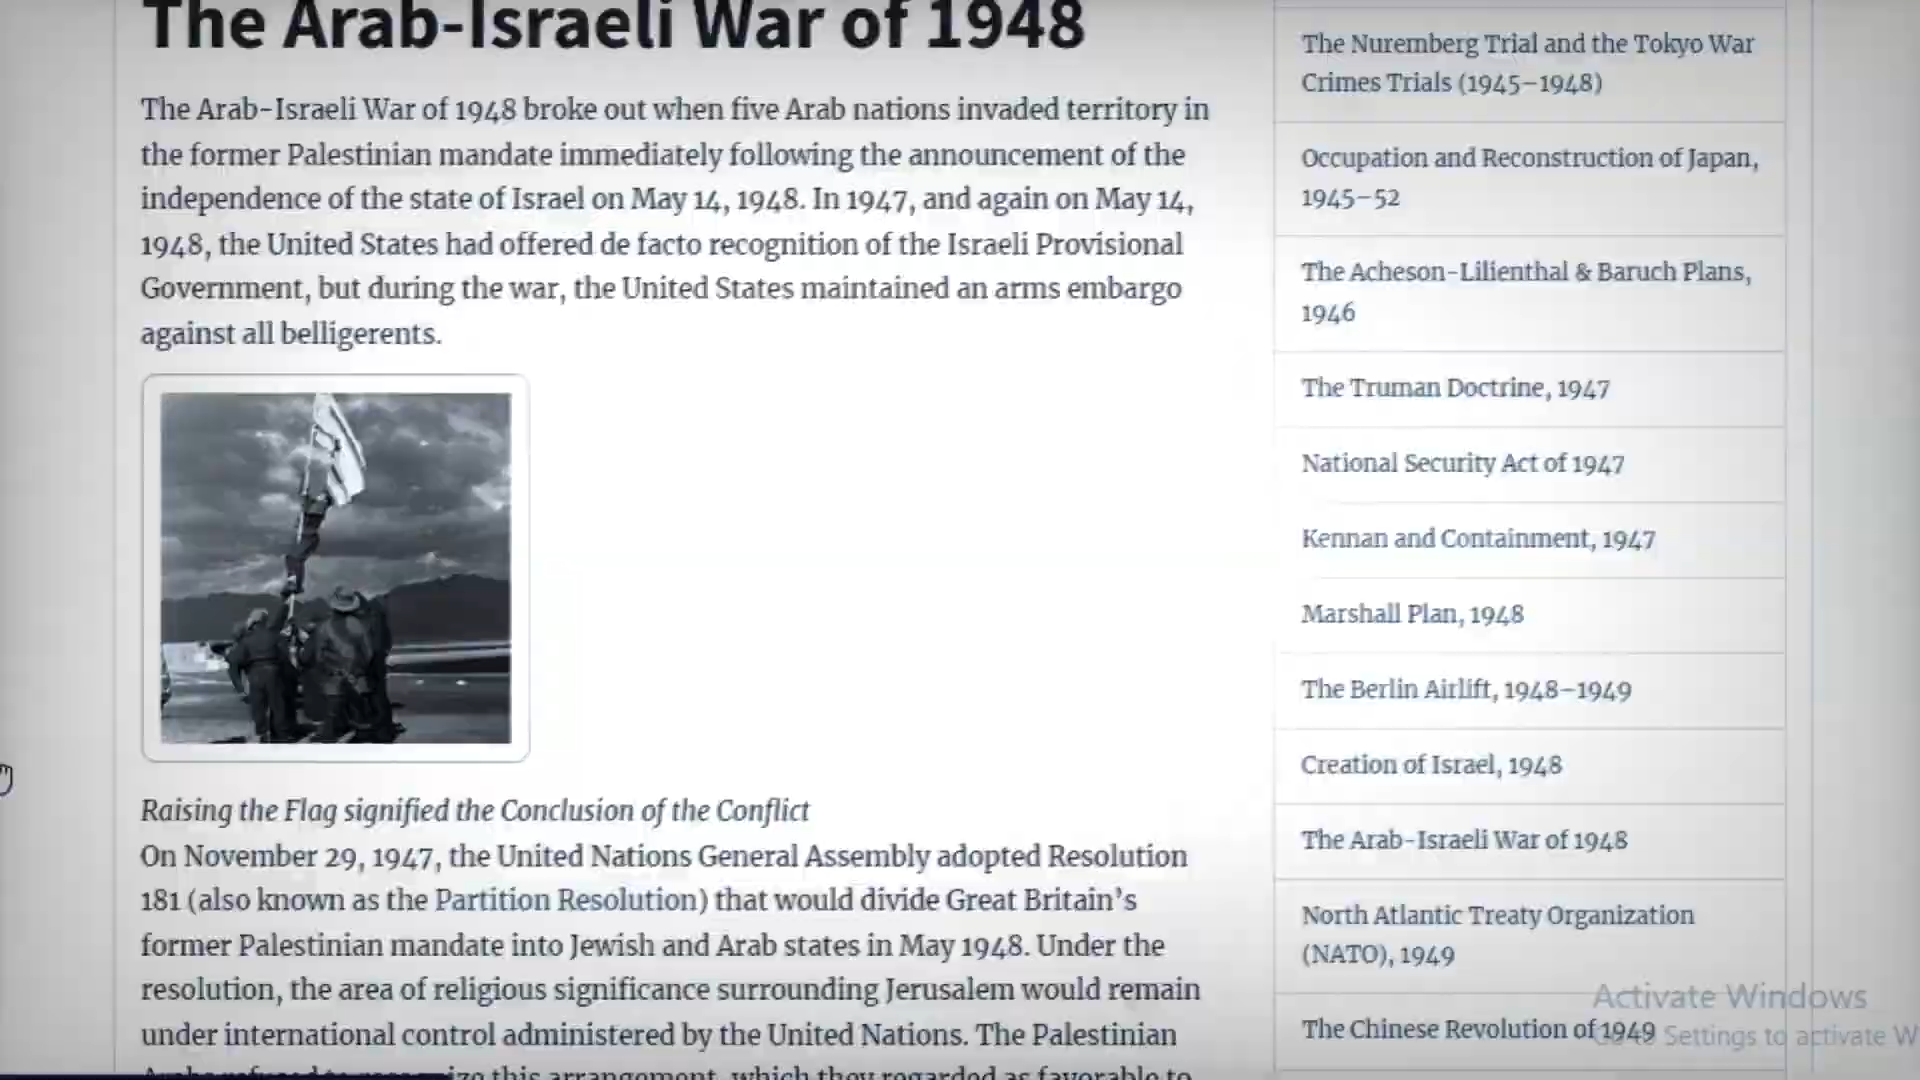 The Arab-Israeli War of 1948
The Arab-Israeli War of 1948 broke out when five Arab nations invaded territory in
the former Palestinian mandate immediately following the announcement of the
independence of the state of Israel on May 14, 1948. In 1947, and again on May 14,
1948, the United States had offered de facto recognition of the Israeli Provisional
Government, but during the war, the United States maintained an arms embargo
against all belligerents.
Raising the Flag signified the Conclusion of the Conflict
On November 29, 1947, the United Nations General Assembly adopted Resolution
181 (also known as the Partition Resolution) that would divide Great Britain's
former Palestinian mandate into Jewish and Arab states in May 1948. Under the
resolution, the area of religious significance surrounding Jerusalem would remain
under international control administered by the United Nations. The Palestinian
this arrangement, which they regarded as favorable to
The Nuremberg Trial and the Tokyo War
Crimes Trials (1945–1948)
Occupation and Reconstruction of Japan,
1945–52
The Acheson-Lilienthal & Baruch Plans,
1946
The Truman Doctrine, 1947
National Security Act of 1947
Kennan and Containment, 1947
Marshall Plan, 1948
The Berlin Airlift, 1948–1949
Creation of Israel, 1948
The Arab-Israeli War of 1948
North Atlantic Treaty Organization
(NATO), 1949
The Chinese Revolution of 1949
Activate Windows
Settings to activate W